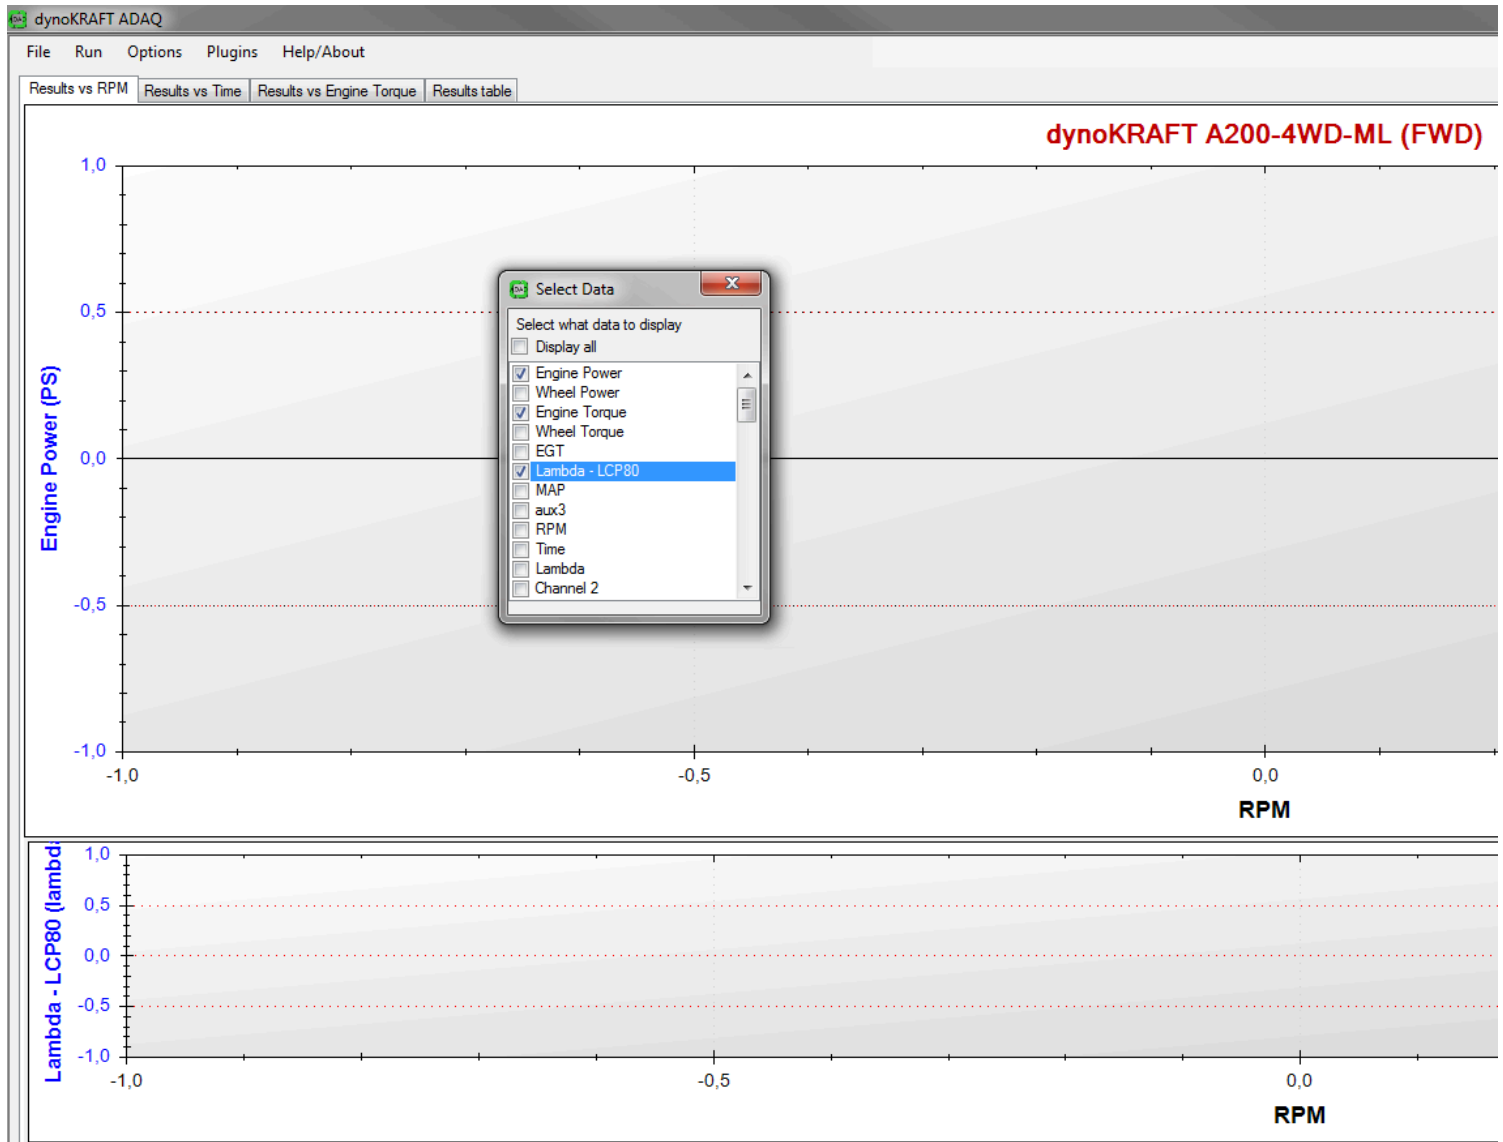 dynoKRAFT ADAQ
File Run Options Plugins Help/About
Results vs RPM Results vs Time Results vs Engine Torque Results table
dynoKRAFT A200-4WD-ML (FWD)
Engine Power (PS)
1,0
0,5
0,0
-0,5
-1,0
-1,0 -0,5 0,0
RPM
Select Data
Select what data to display
Display all
Engine Power
Wheel Power
Engine Torque
Wheel Torque
EGT
Lambda - LCP80
MAP
aux3
RPM
Time
Lambda
Channel 2
Lambda - LCP80 (lambda
1,0
0,5
0,0
-0,5
-1,0
-1,0 -0,5 0,0
RPM